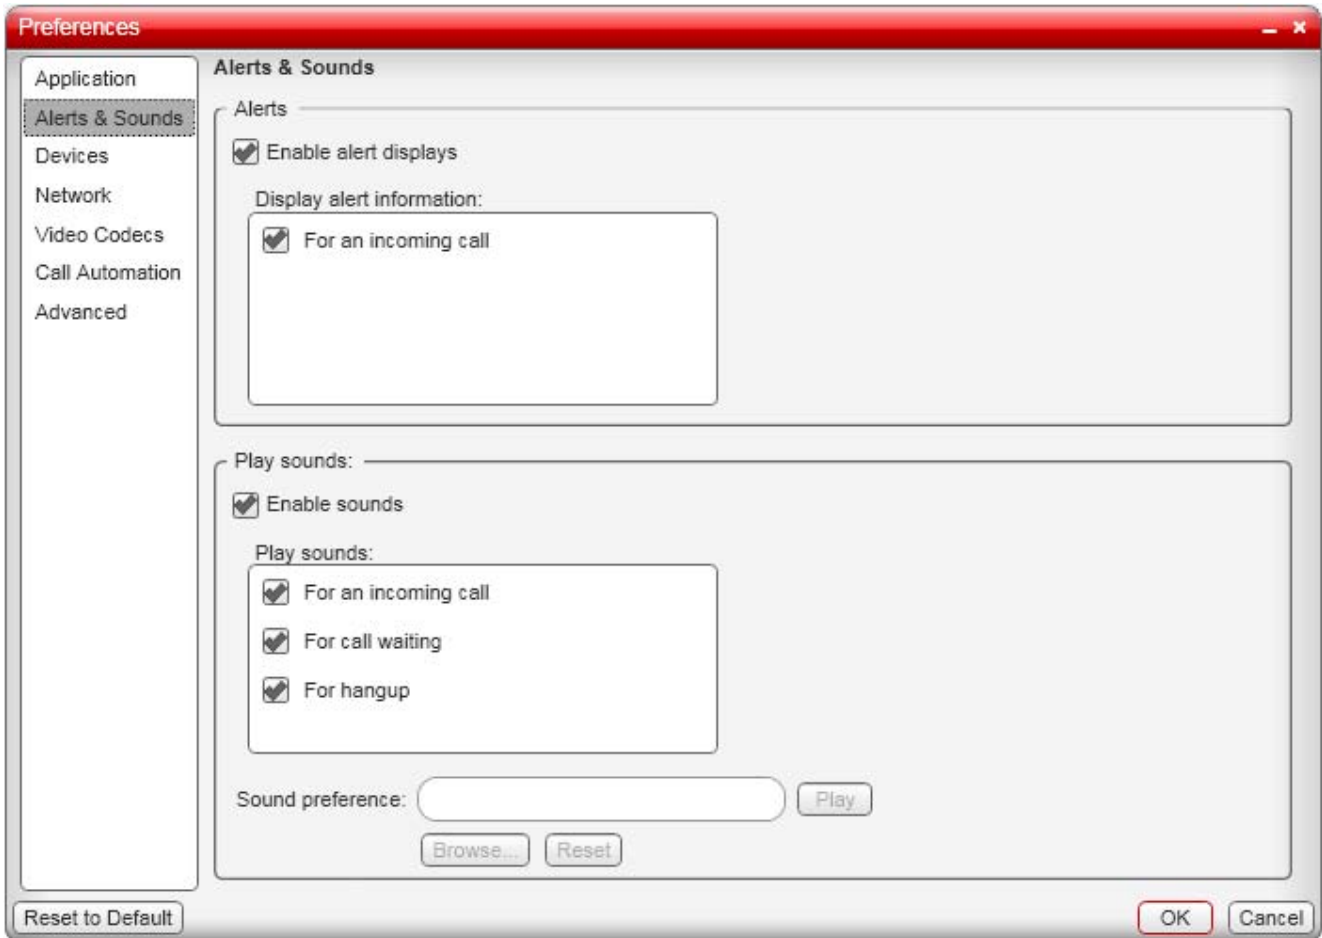 Preferences
Application
Alerts & Sounds
Devices
Network
Video Codecs
Call Automation
Advanced
Alerts & Sounds
Alerts
Enable alert displays
Display alert information:
For an incoming call
Play sounds:
Enable sounds
Play sounds:
For an incoming call
For call waiting
For hangup
Sound preference:
Play
Browse...
Reset
Reset to Default
OK
Cancel